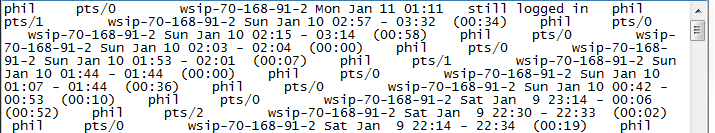 phil     pts/0        wsip-70-168-91-2 Mon Jan 11 01:11   still logged in   phil
pts/1        wsip-70-168-91-2 Sun Jan 10 02:57 - 03:32  (00:34)    phil     pts/0
   wsip-70-168-91-2 Sun Jan 10 02:15 - 03:14  (00:58)    phil     pts/0        wsip-
70-168-91-2 Sun Jan 10 02:03 - 02:04  (00:00)    phil     pts/0        wsip-70-168-
91-2 Sun Jan 10 01:53 - 02:01  (00:07)    phil     pts/1        wsip-70-168-91-2 Sun
Jan 10 01:44 - 01:44  (00:00)    phil     pts/0        wsip-70-168-91-2 Sun Jan 10
01:07 - 01:44  (00:36)    phil     pts/0        wsip-70-168-91-2 Sun Jan 10 00:42 -
00:53  (00:10)    phil     pts/0        wsip-70-168-91-2 Sat Jan  9 23:14 - 00:06
(00:52)    phil     pts/2        wsip-70-168-91-2 Sat Jan  9 22:30 - 22:33  (00:02)
 phil     pts/0        wsip-70-168-91-2 Sat Jan  9 22:14 - 22:34  (00:19)    phil